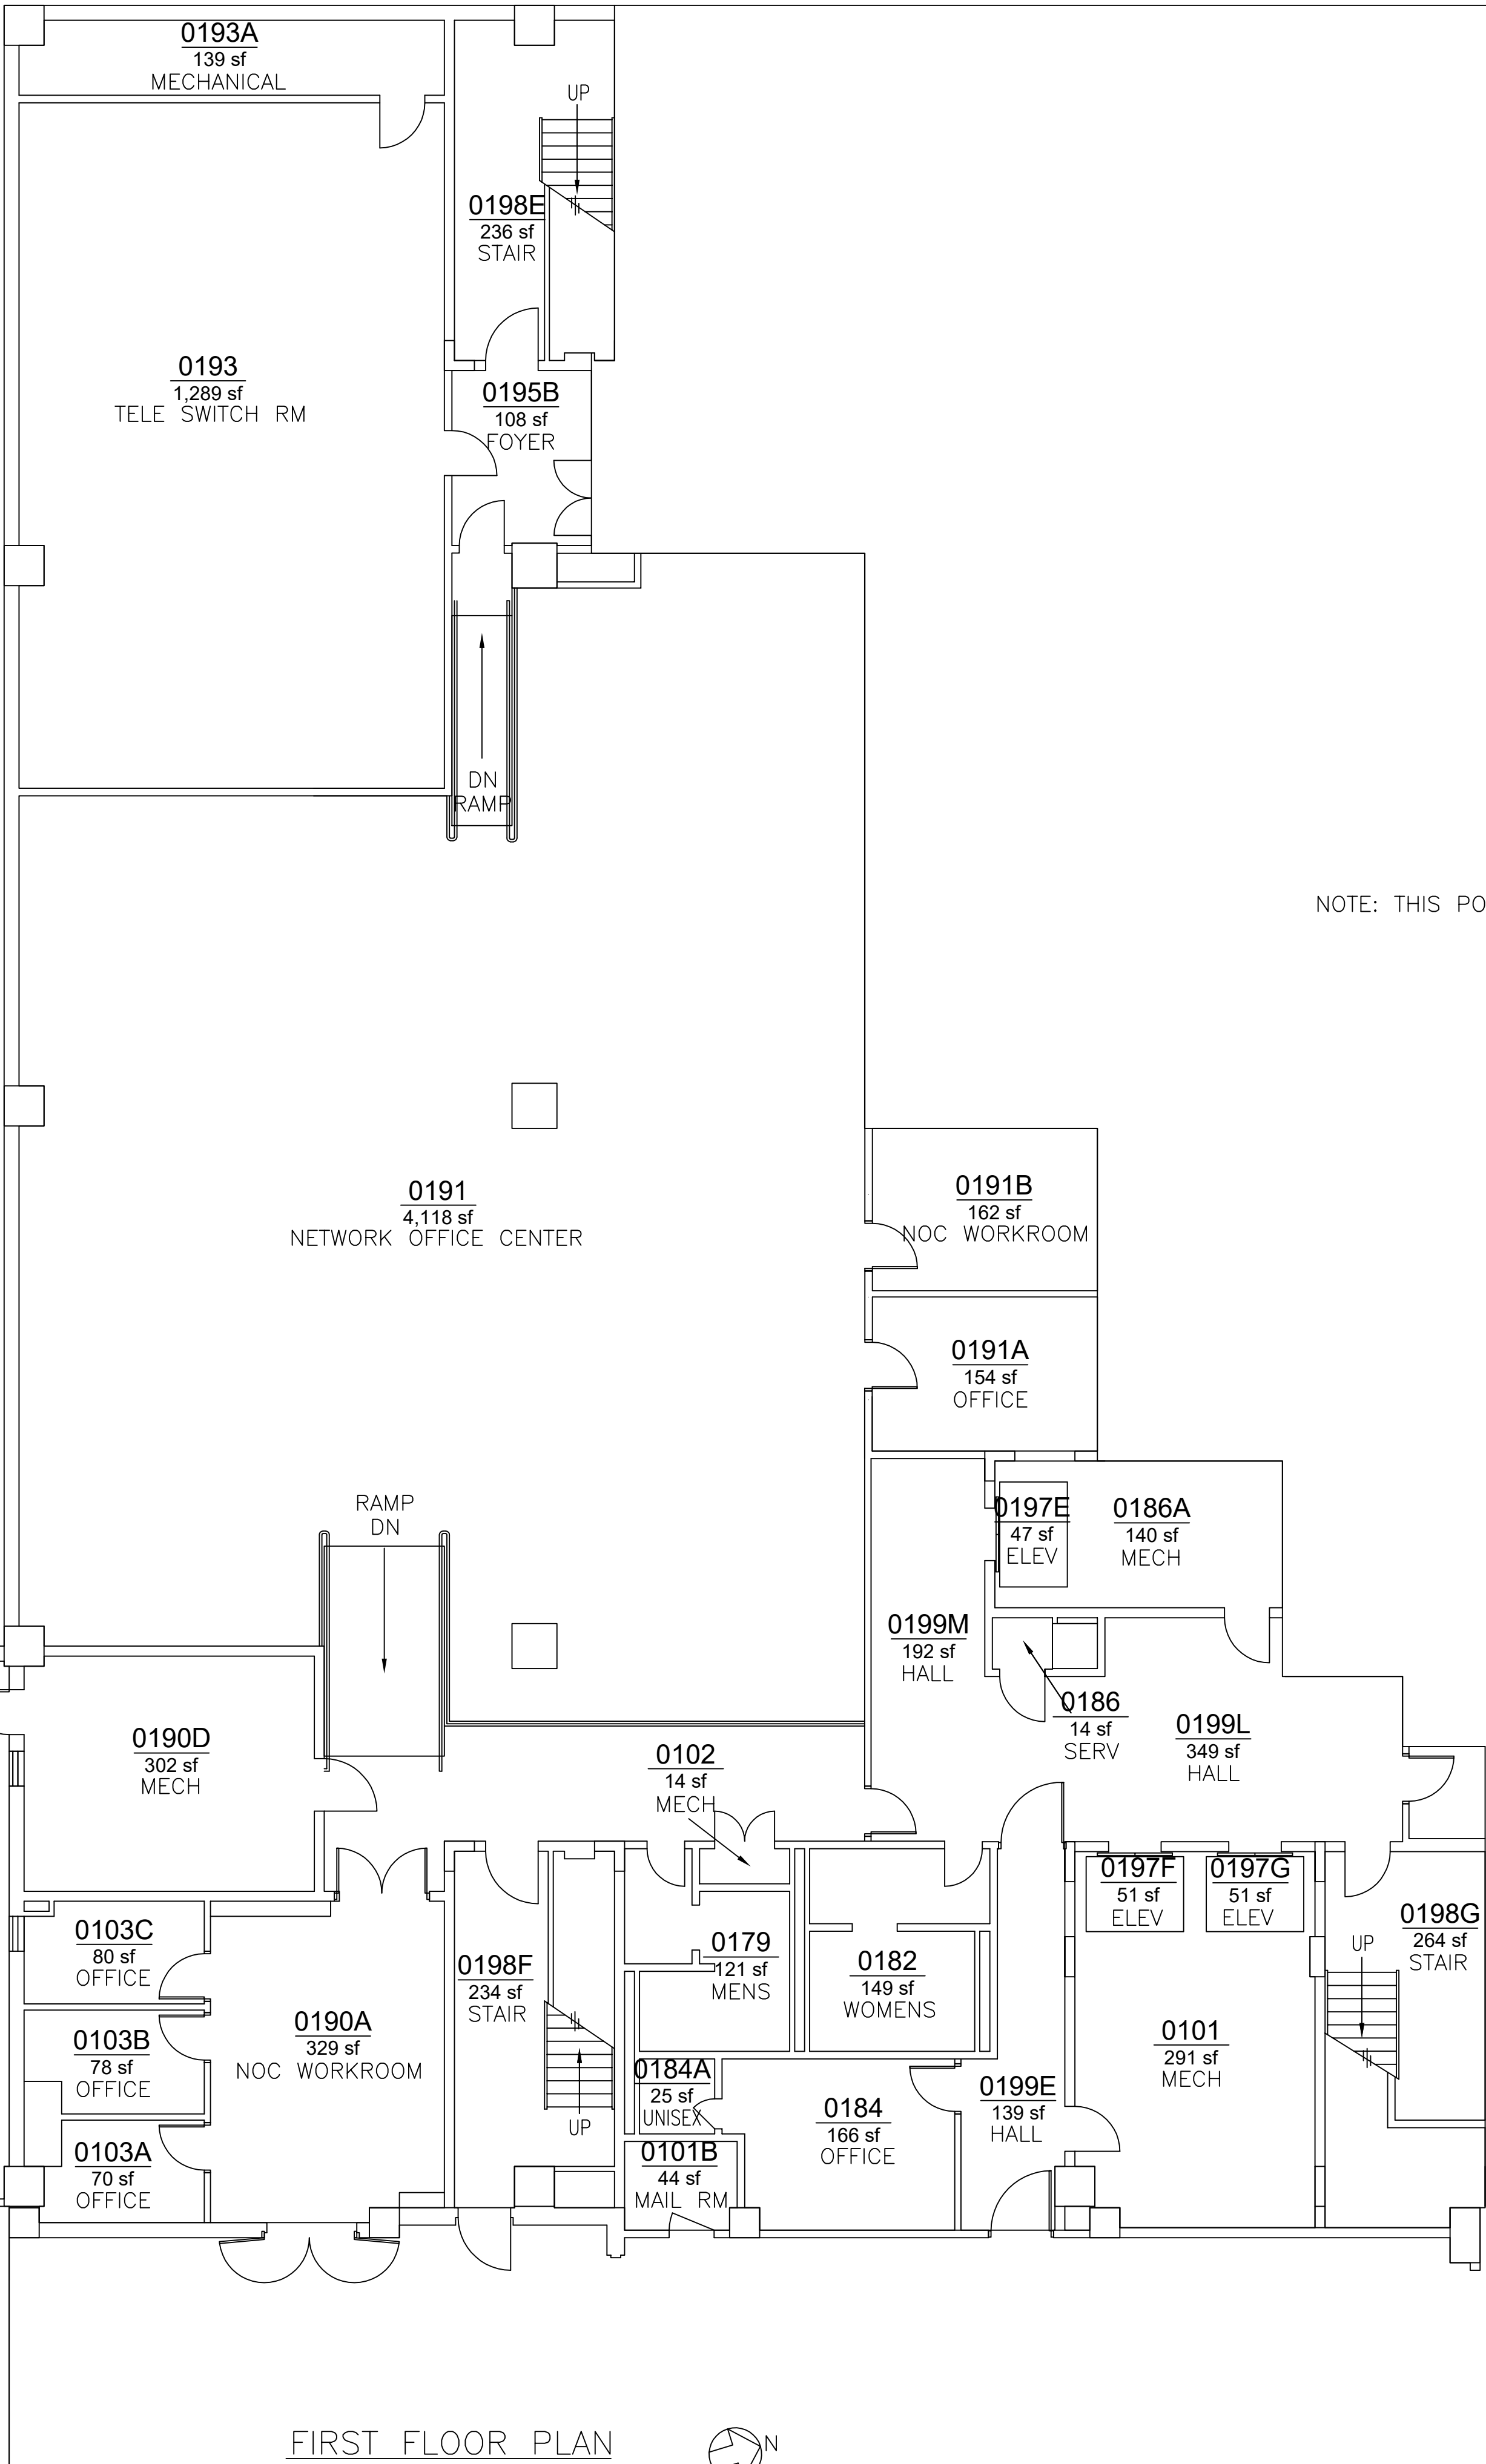 0193A
139 sf
MECHANICAL
UP
0198E
236 sf
STAIR
0193
1,289 sf
TELE SWITCH RM
0195B
108 sf
FOYER
DN
RAMP
NOTE: THIS PO
0191
4,118 sf
NETWORK OFFICE CENTER
0191B
162 sf
NOC WORKROOM
0191A
154 sf
OFFICE
RAMP
DN
0197E
47 sf
ELEV
0186A
140 sf
MECH
0199M
192 sf
HALL
0186
14 sf
SERV
0199L
349 sf
HALL
0190D
302 sf
MECH
0102
14 sf
MECH
0197F
51 sf
ELEV
0197G
51 sf
ELEV
0198G
264 sf
STAIR
UP
0103C
80 sf
OFFICE
0198F
234 sf
STAIR
UP
0179
121 sf
MENS
0182
149 sf
WOMENS
0103B
78 sf
OFFICE
0190A
329 sf
NOC WORKROOM
0101
291 sf
MECH
0184A
25 sf
UNISEX
0184
166 sf
OFFICE
0199E
139 sf
HALL
0103A
70 sf
OFFICE
0101B
44 sf
MAIL RM
FIRST FLOOR PLAN
N